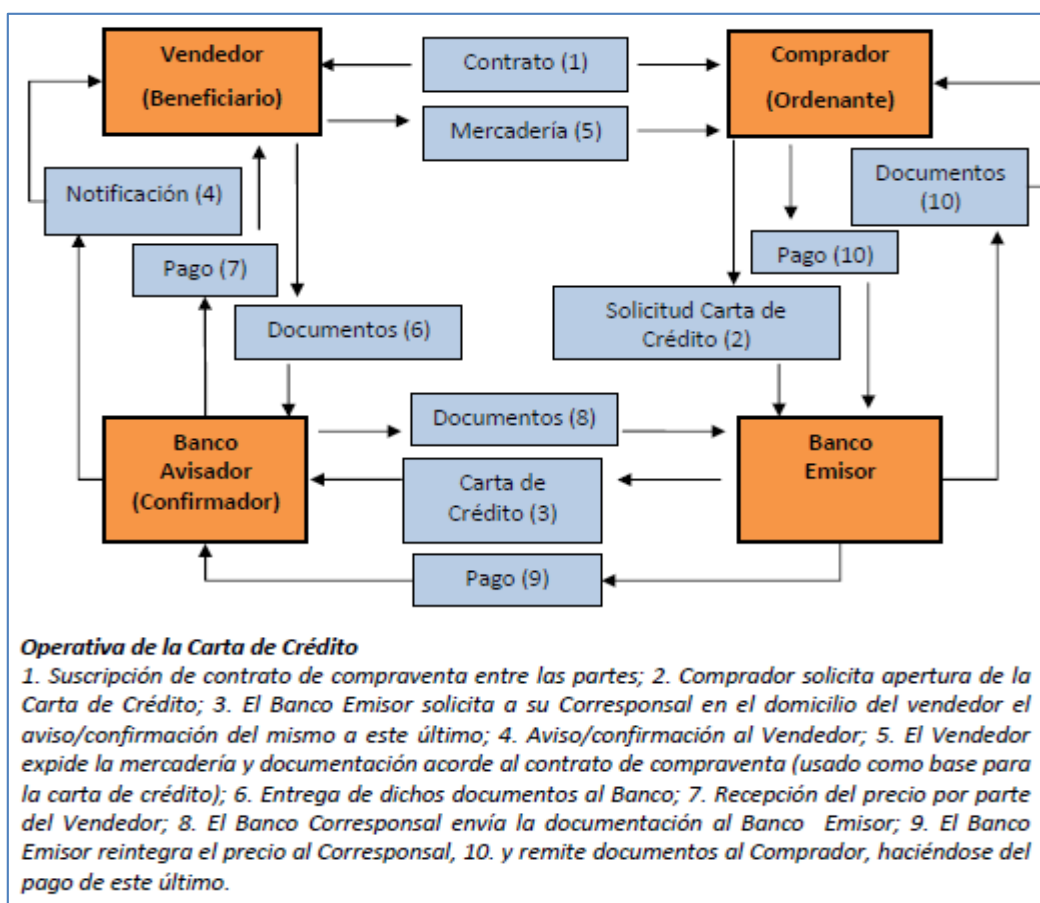 Vendedor
(Beneficiario)
Contrato (1)
Comprador
(Ordenante)
Mercadería (5)
Notificación (4)
Documentos
(10)
Pago (7)
Pago (10)
Documentos (6)
Solicitud Carta de
Crédito (2)
Banco
Avisador
(Confirmador)
Documentos (8)
Banco
Emisor
Carta de
Crédito (3)
Pago (9)
Operativa de la Carta de Crédito
1. Suscripción de contrato de compraventa entre las partes; 2. Comprador solicita apertura de la
Carta de Crédito; 3. El Banco Emisor solicita a su Corresponsal en el domicilio del vendedor el
aviso/confirmación del mismo a este último; 4. Aviso/confirmación al Vendedor; 5. El Vendedor
expide la mercadería y documentación acorde al contrato de compraventa (usado como base para
la carta de crédito); 6. Entrega de dichos documentos al Banco; 7. Recepción del precio por parte
del Vendedor; 8. El Banco Corresponsal envía la documentación al Banco Emisor; 9. El Banco
Emisor reintegra el precio al Corresponsal, 10. y remite documentos al Comprador, haciéndose del
pago de este último.